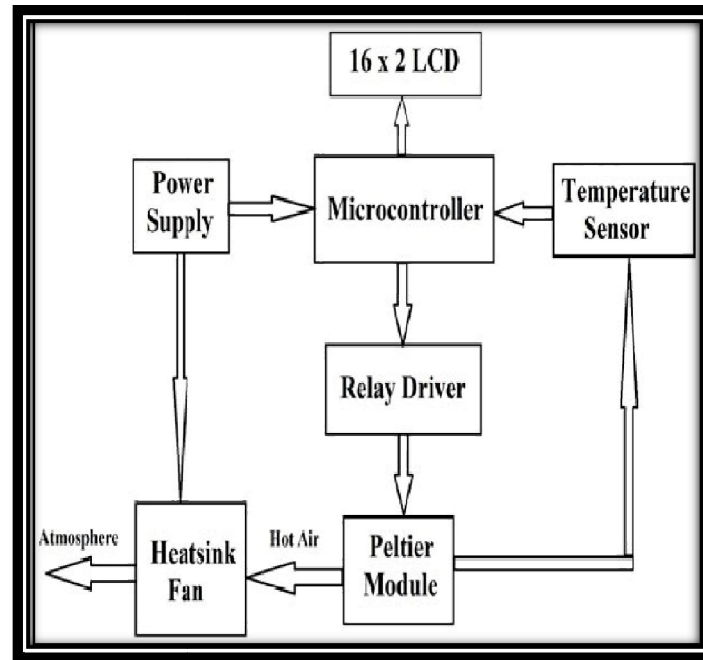 16 x 2 LCD
Power
Supply
Microcontroller
Temperature
Sensor
Relay Driver
Atmosphere
Heatsink
Fan
Hot Air
Peltier
Module